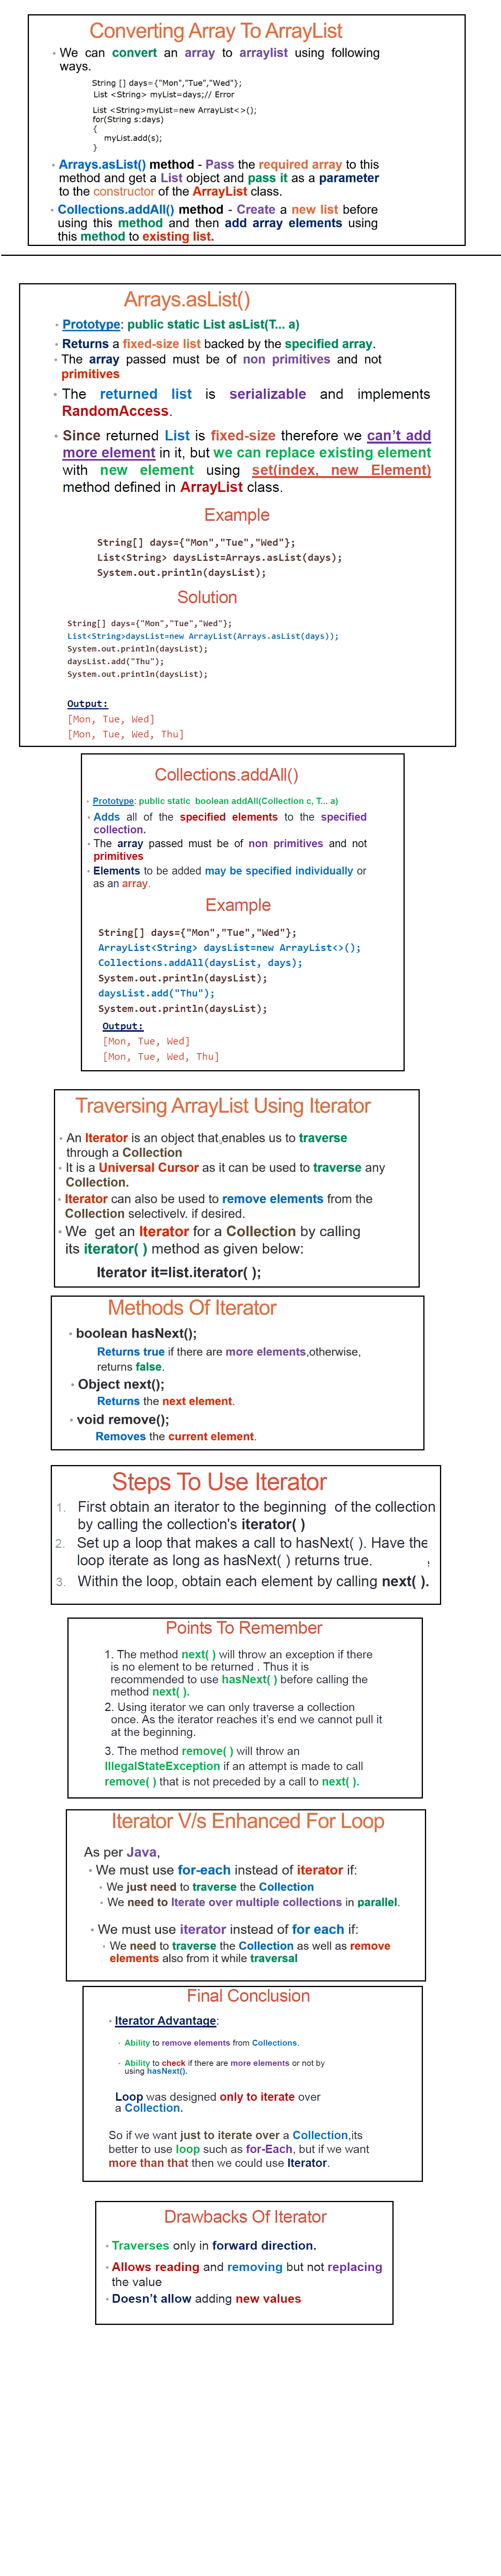 Converting Array To ArrayList
• We can convert an array to arraylist using following
ways.
String [] days={"Mon","Tue","Wed"};
List <String> myList=days;// Error
List <String>myList=new ArrayList<>();
for(String s:days)
{
myList.add(s);
}
• Arrays.asList() method - Pass the required array to this
method and get a List object and pass it as a parameter
to the constructor of the ArrayList class.
• Collections.addAll() method - Create a new list before
using this method and then add array elements using
this method to existing list.
Arrays.asList()
• Prototype: public static List asList(T... a)
• Returns a fixed-size list backed by the specified array.
• The array passed must be of non primitives and not
primitives
• The returned list is serializable and implements
RandomAccess.
• Since returned List is fixed-size therefore we can't add
more element in it, but we can replace existing element
with new element using set(index, new Element)
method defined in ArrayList class.
Example
String[] days={"Mon","Tue","Wed"};
List<String> daysList=Arrays.asList(days);
System.out.println(daysList);
Solution
String[] days={"Mon","Tue","Wed"};
List<String>daysList=new ArrayList(Arrays.asList(days));
System.out.println(daysList);
daysList.add("Thu");
System.out.println(daysList);
Output:
[Mon, Tue, Wed]
[Mon, Tue, Wed, Thu]
Collections.addAll()
• Prototype: public static boolean addAll(Collection c, T... a)
• Adds all of the specified elements to the specified
collection.
• The array passed must be of non primitives and not
primitives
• Elements to be added may be specified individually or
as an array.
Example
String[] days={"Mon","Tue","Wed"};
ArrayList<String> daysList=new ArrayList<>();
Collections.addAll(daysList, days);
System.out.println(daysList);
daysList.add("Thu");
System.out.println(daysList);
Output:
[Mon, Tue, Wed]
[Mon, Tue, Wed, Thu]
Traversing ArrayList Using Iterator
• An Iterator is an object that enables us to traverse
through a Collection
• It is a Universal Cursor as it can be used to traverse any
Collection.
• Iterator can also be used to remove elements from the
Collection selectively, if desired.
• We get an Iterator for a Collection by calling
its iterator( ) method as given below:
Iterator it=list.iterator( );
Methods Of Iterator
• boolean hasNext();
Returns true if there are more elements,otherwise,
returns false.
• Object next();
Returns the next element.
• void remove();
Removes the current element.
Steps To Use Iterator
1. First obtain an iterator to the beginning of the collection
by calling the collection's iterator( )
2. Set up a loop that makes a call to hasNext( ). Have the
loop iterate as long as hasNext( ) returns true.
3. Within the loop, obtain each element by calling next( ).
Points To Remember
1. The method next( ) will throw an exception if there
is no element to be returned . Thus it is
recommended to use hasNext( ) before calling the
method next( ).
2. Using iterator we can only traverse a collection
once. As the iterator reaches it's end we cannot pull it
at the beginning.
3. The method remove( ) will throw an
IllegalStateException if an attempt is made to call
remove( ) that is not preceded by a call to next( ).
Iterator V/s Enhanced For Loop
As per Java,
• We must use for-each instead of iterator if:
• We just need to traverse the Collection
• We need to Iterate over multiple collections in parallel.
• We must use iterator instead of for each if:
• We need to traverse the Collection as well as remove
elements also from it while traversal
Final Conclusion
• Iterator Advantage:
• Ability to remove elements from Collections.
• Ability to check if there are more elements or not by
using hasNext().
Loop was designed only to iterate over
a Collection.
So if we want just to iterate over a Collection,its
better to use loop such as for-Each, but if we want
more than that then we could use Iterator.
Drawbacks Of Iterator
• Traverses only in forward direction.
• Allows reading and removing but not replacing
the value
• Doesn't allow adding new values